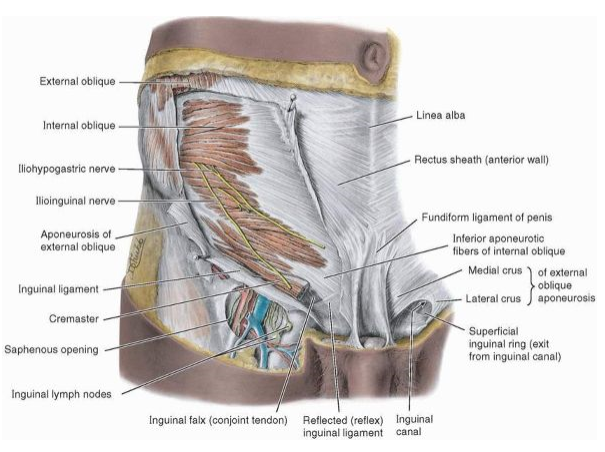 External oblique
Internal oblique
Iliohypogastric nerve
Ilioinguinal nerve
Aponeurosis of
external oblique
Inguinal ligament
Cremaster
Saphenous opening
Inguinal lymph nodes
Inguinal falx (conjoint tendon)
Reflected (reflex)
inguinal ligament
Inguinal
canal
Linea alba
Rectus sheath (anterior wall)
Fundiform ligament of penis
Inferior aponeurotic
fibers of internal oblique
Medial crus
Lateral crus
of external
oblique
aponeurosis
Superficial
inguinal ring (exit
from inguinal canal)